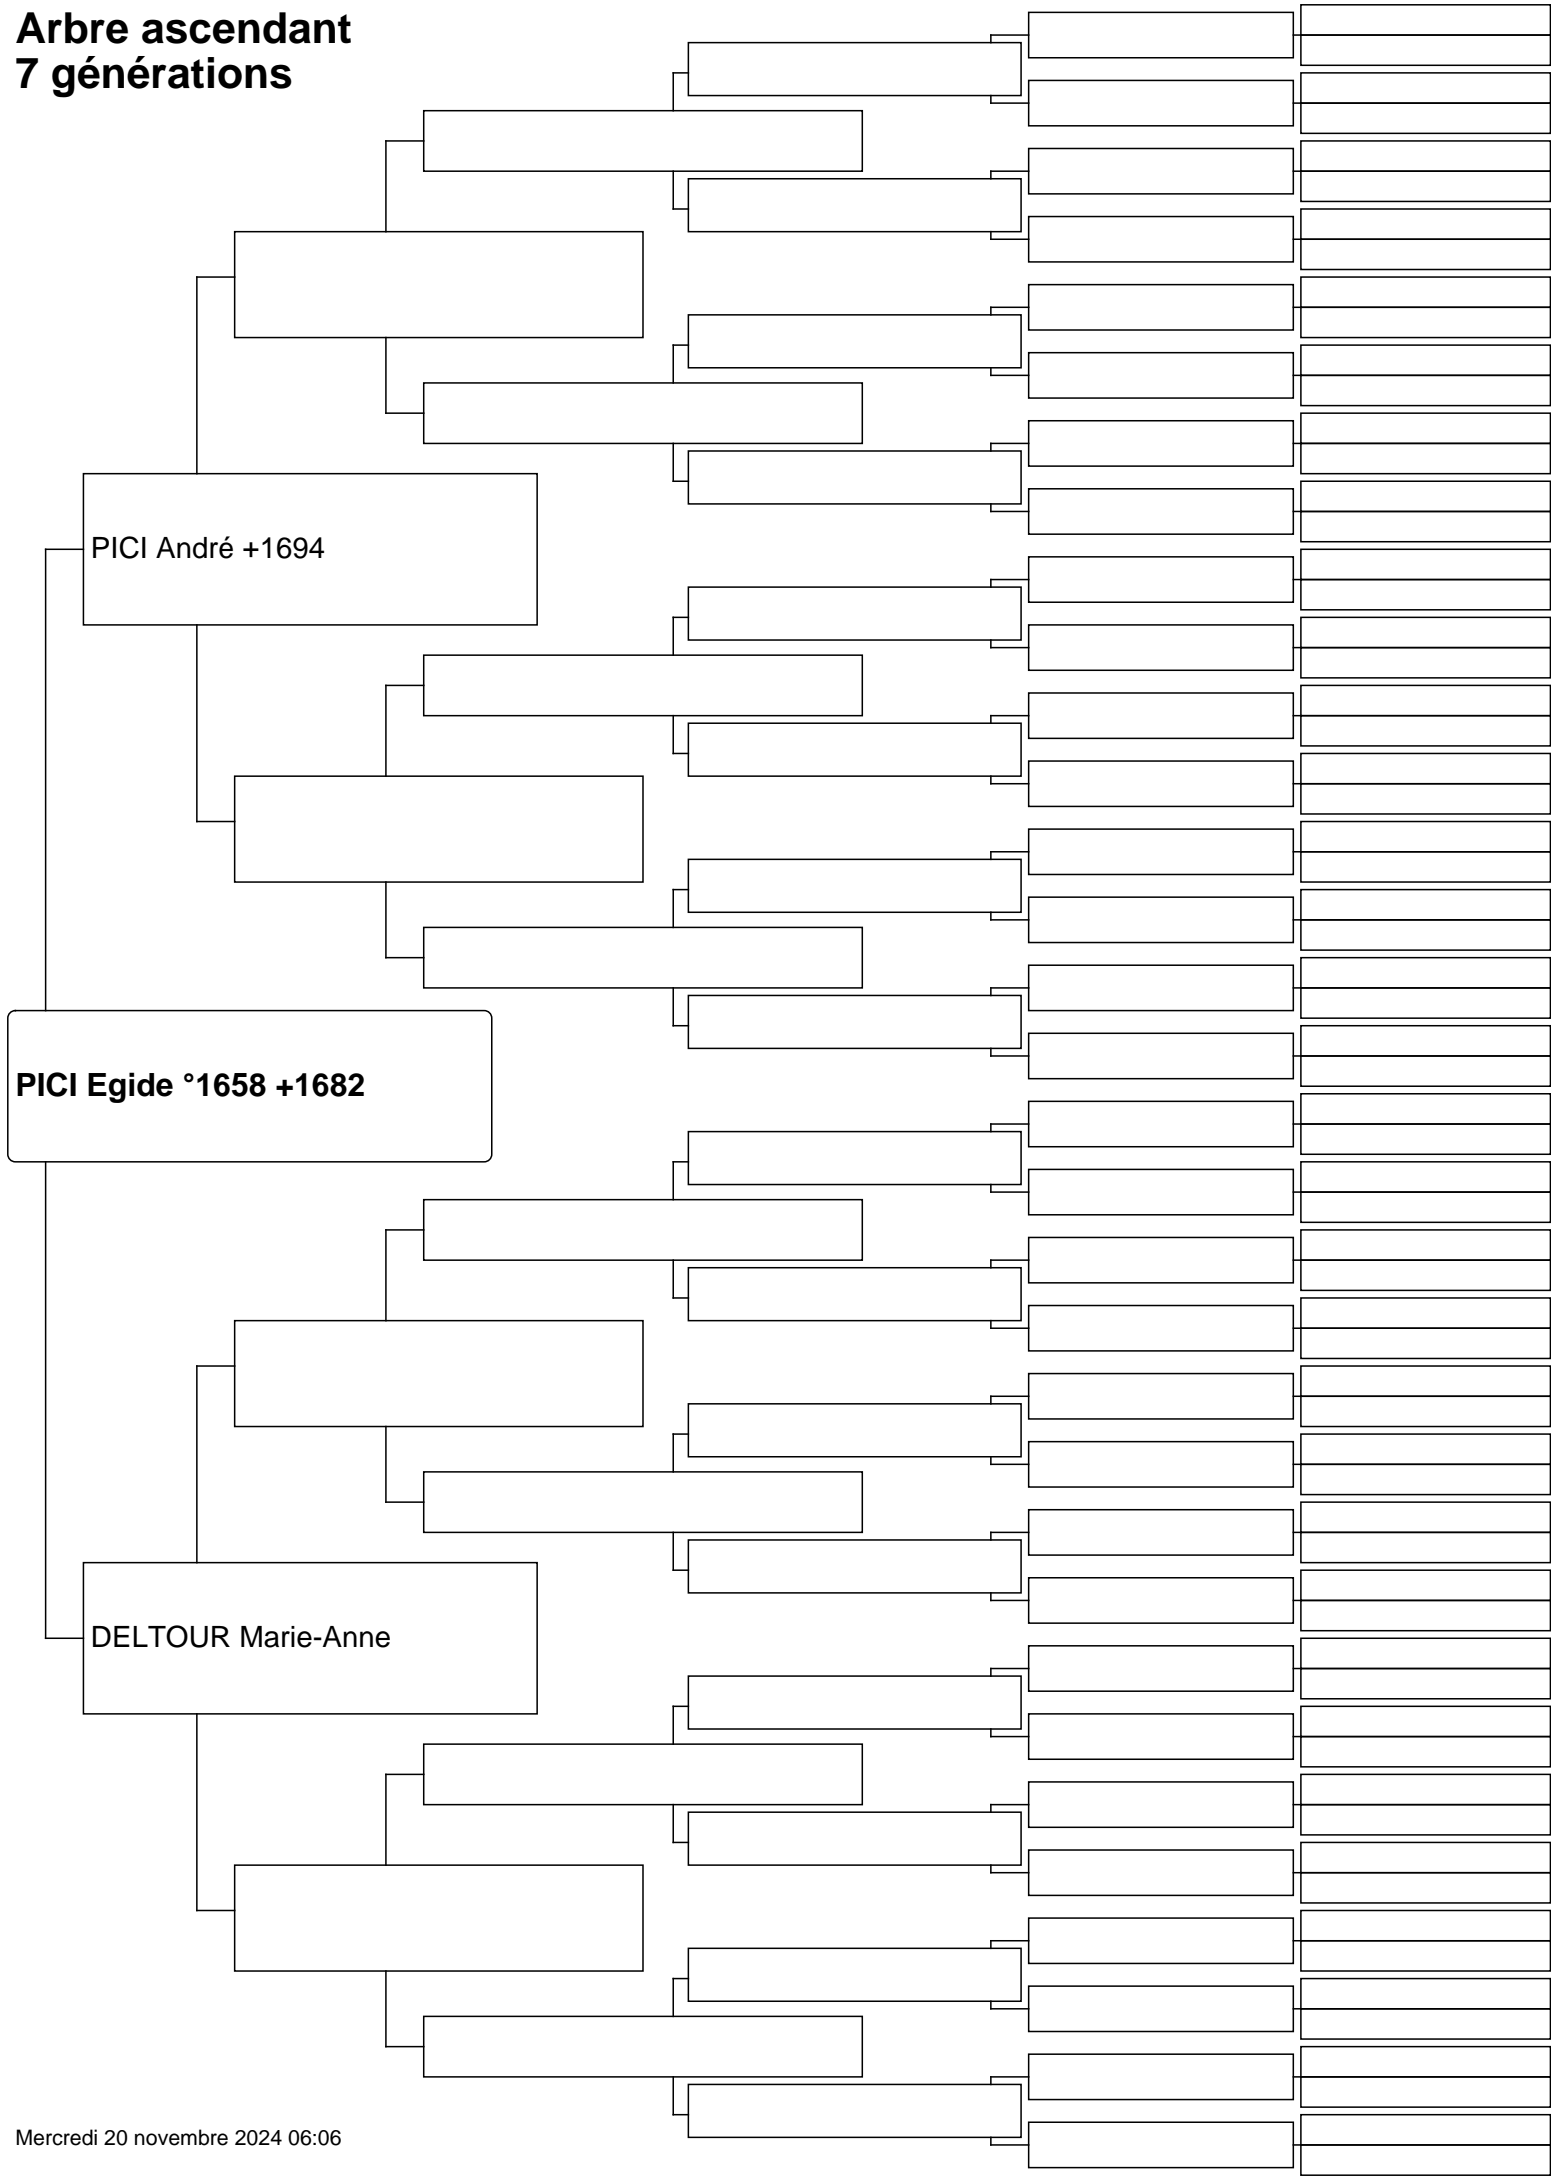 Arbre ascendant
7 générations
PICI André +1694
PICI Egide °1658 +1682
DELTOUR Marie-Anne
Mercredi 20 novembre 2024 06:06